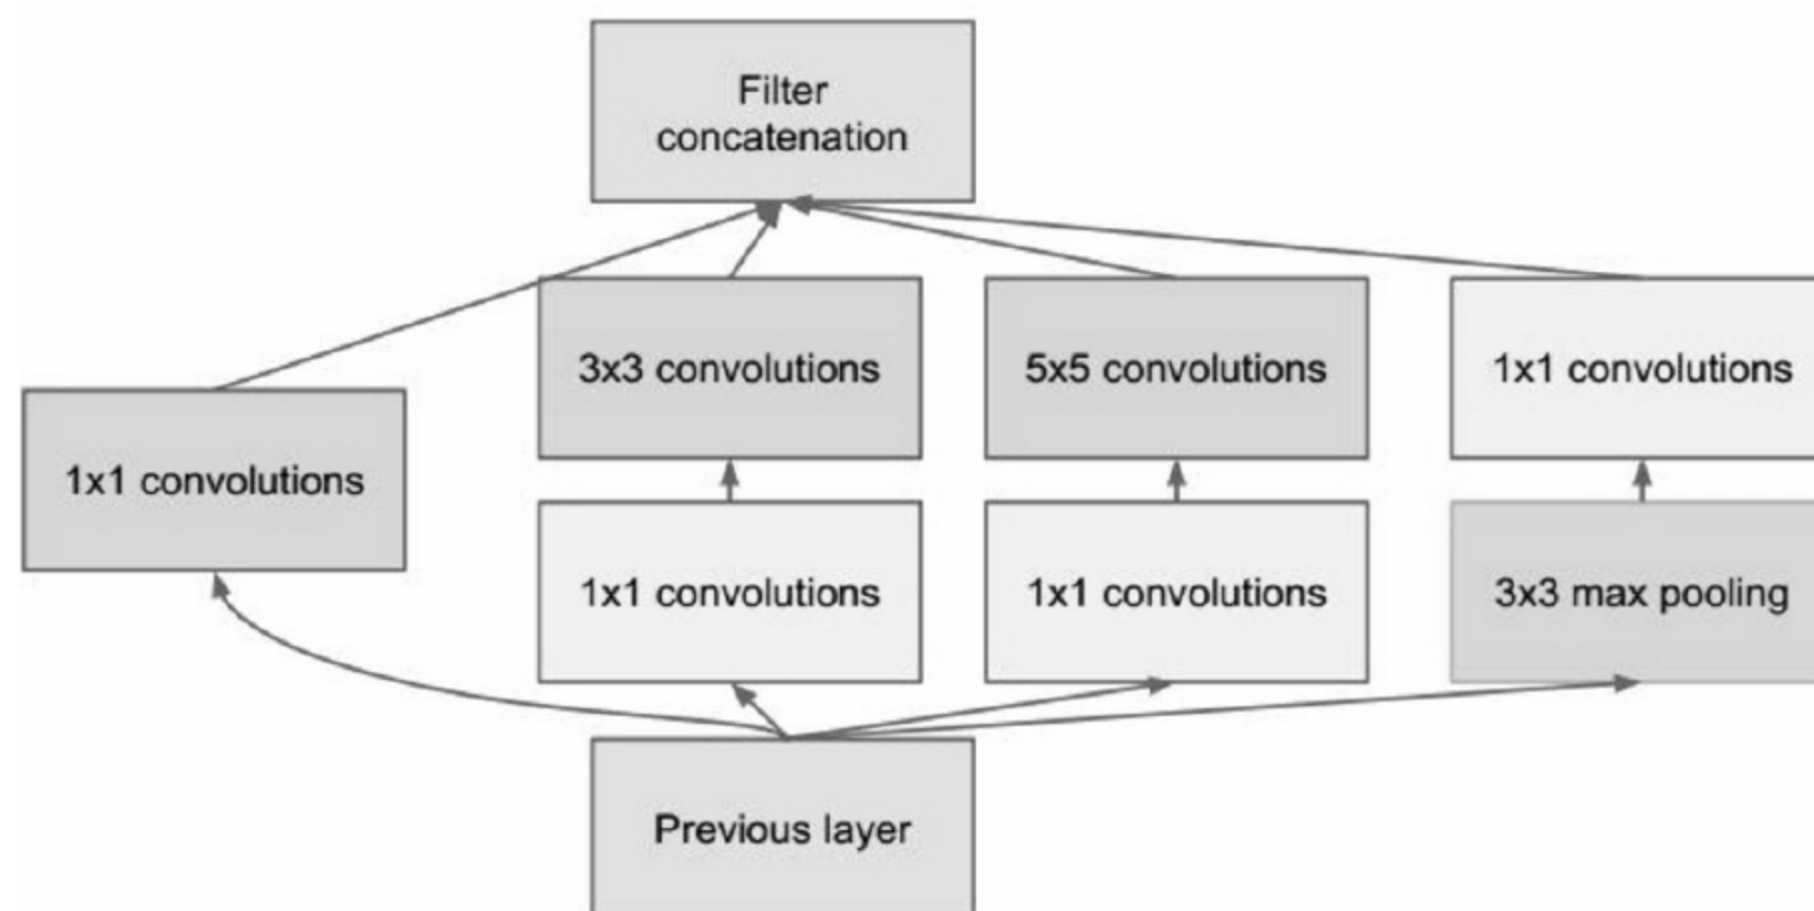 Filter
concatenation
3x3 convolutions
5x5 convolutions
1x1 convolutions
1x1 convolutions
1x1 convolutions
1x1 convolutions
3x3 max pooling
Previous layer